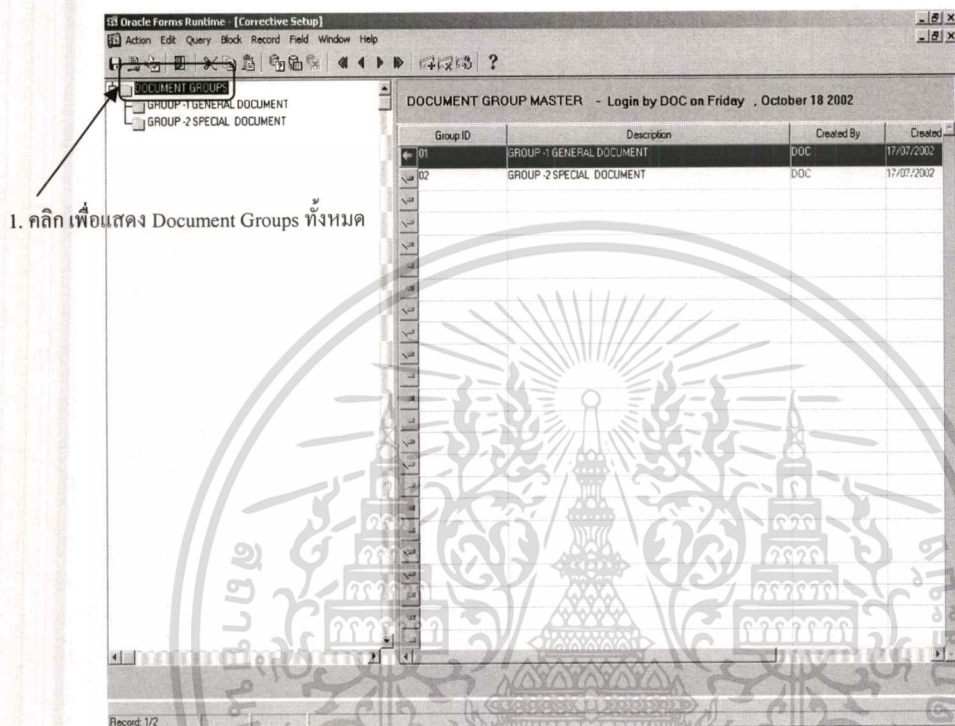 Oracle Forms Runtime - [Corrective Setup]
Action Edit Query Block Record Field Window Help
DOCUMENT GROUPS
GROUP -1 GENERAL DOCUMENT
GROUP -2 SPECIAL DOCUMENT
1. คลิก เพื่อแสดง Document Groups ทั้งหมด
DOCUMENT GROUP MASTER - Login by DOC on Friday , October 18 2002
Group ID Description Created By Created
01 GROUP -1 GENERAL DOCUMENT DOC 17/07/2002
02 GROUP -2 SPECIAL DOCUMENT DOC 17/07/2002
Record: 1/2